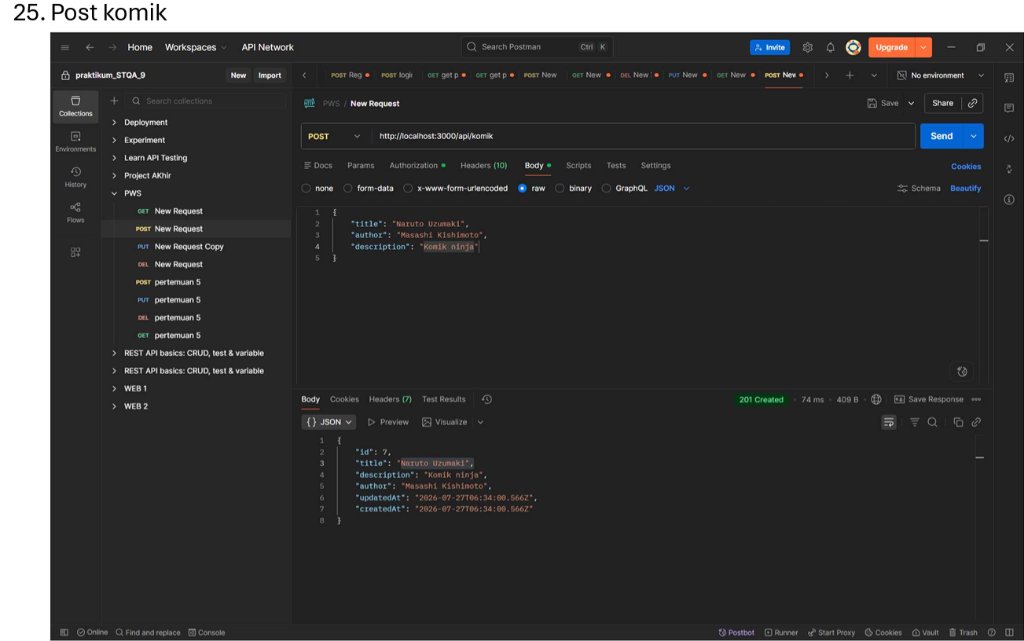 25. Post komik
Home Workspaces API Network Search Postman Ctrl K Invite Upgrade
praktikum_STQA_9 New Import POST Reg POST logi GET get p GET get p POST New GET New DEL New PUT New GET New POST Nev No environment
Collections Search collections PWS / New Request Save Share
Deployment
Experiment POST http://localhost:3000/api/komik Send
Environments
Learn API Testing Docs Params Authorization Headers (10) Body Scripts Tests Settings Cookies
Project AKhir
History
PWS none form-data x-www-form-urlencoded raw binary GraphQL JSON Schema Beautify
GET New Request
Flows
POST New Request
PUT New Request Copy
DEL New Request
POST pertemuan 5
PUT pertemuan 5
DEL pertemuan 5
GET pertemuan 5
REST API basics: CRUD, test & variable
REST API basics: CRUD, test & variable
WEB 1
WEB 2
1 {
2 "title": "Naruto Uzumaki",
3 "author": "Masashi Kishimoto",
4 "description": "Komik ninja"
5 }
Body Cookies Headers (7) Test Results 201 Created 74 ms 409 B Save Response
{} JSON Preview Visualize
1 {
2 "id": 7,
3 "title": "Naruto Uzumaki",
4 "description": "Komik ninja",
5 "author": "Masashi Kishimoto",
6 "updatedAt": "2026-07-27T06:34:00.566Z",
7 "createdAt": "2026-07-27T06:34:00.566Z"
8 }
Online Find and replace Console Postbot Runner Start Proxy Cookies Vault Trash